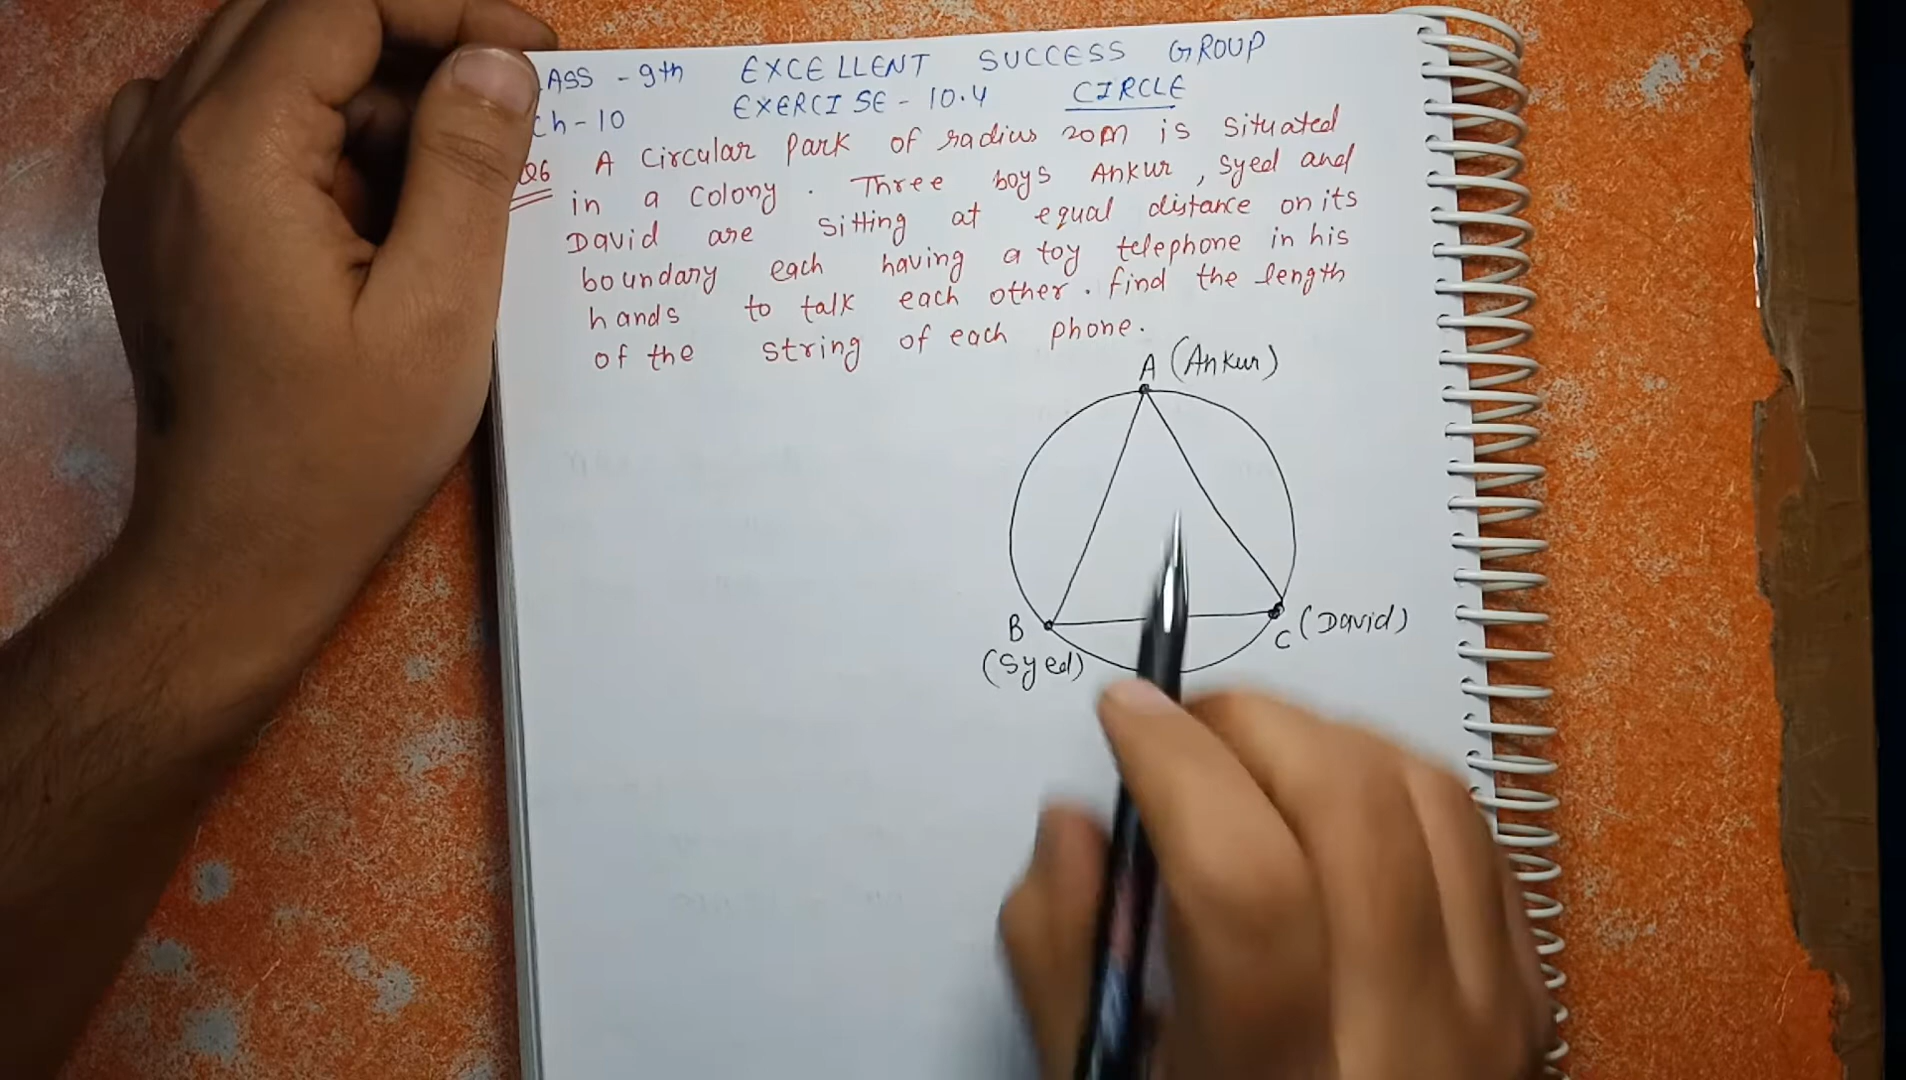 ASS - 9th EXCELLENT SUCCESS GROUP
Ch-10 EXERCISE - 10.4 CIRCLE
Q6 A Circular Park of radius 20m is situated
in a Colony. Three boys Ankur, Syed and
David are sitting at equal distance on its
boundary each having a toy telephone in his
hands to talk each other. find the length
of the string of each phone.
A (Ankur)
B
C (David)
(Syed)